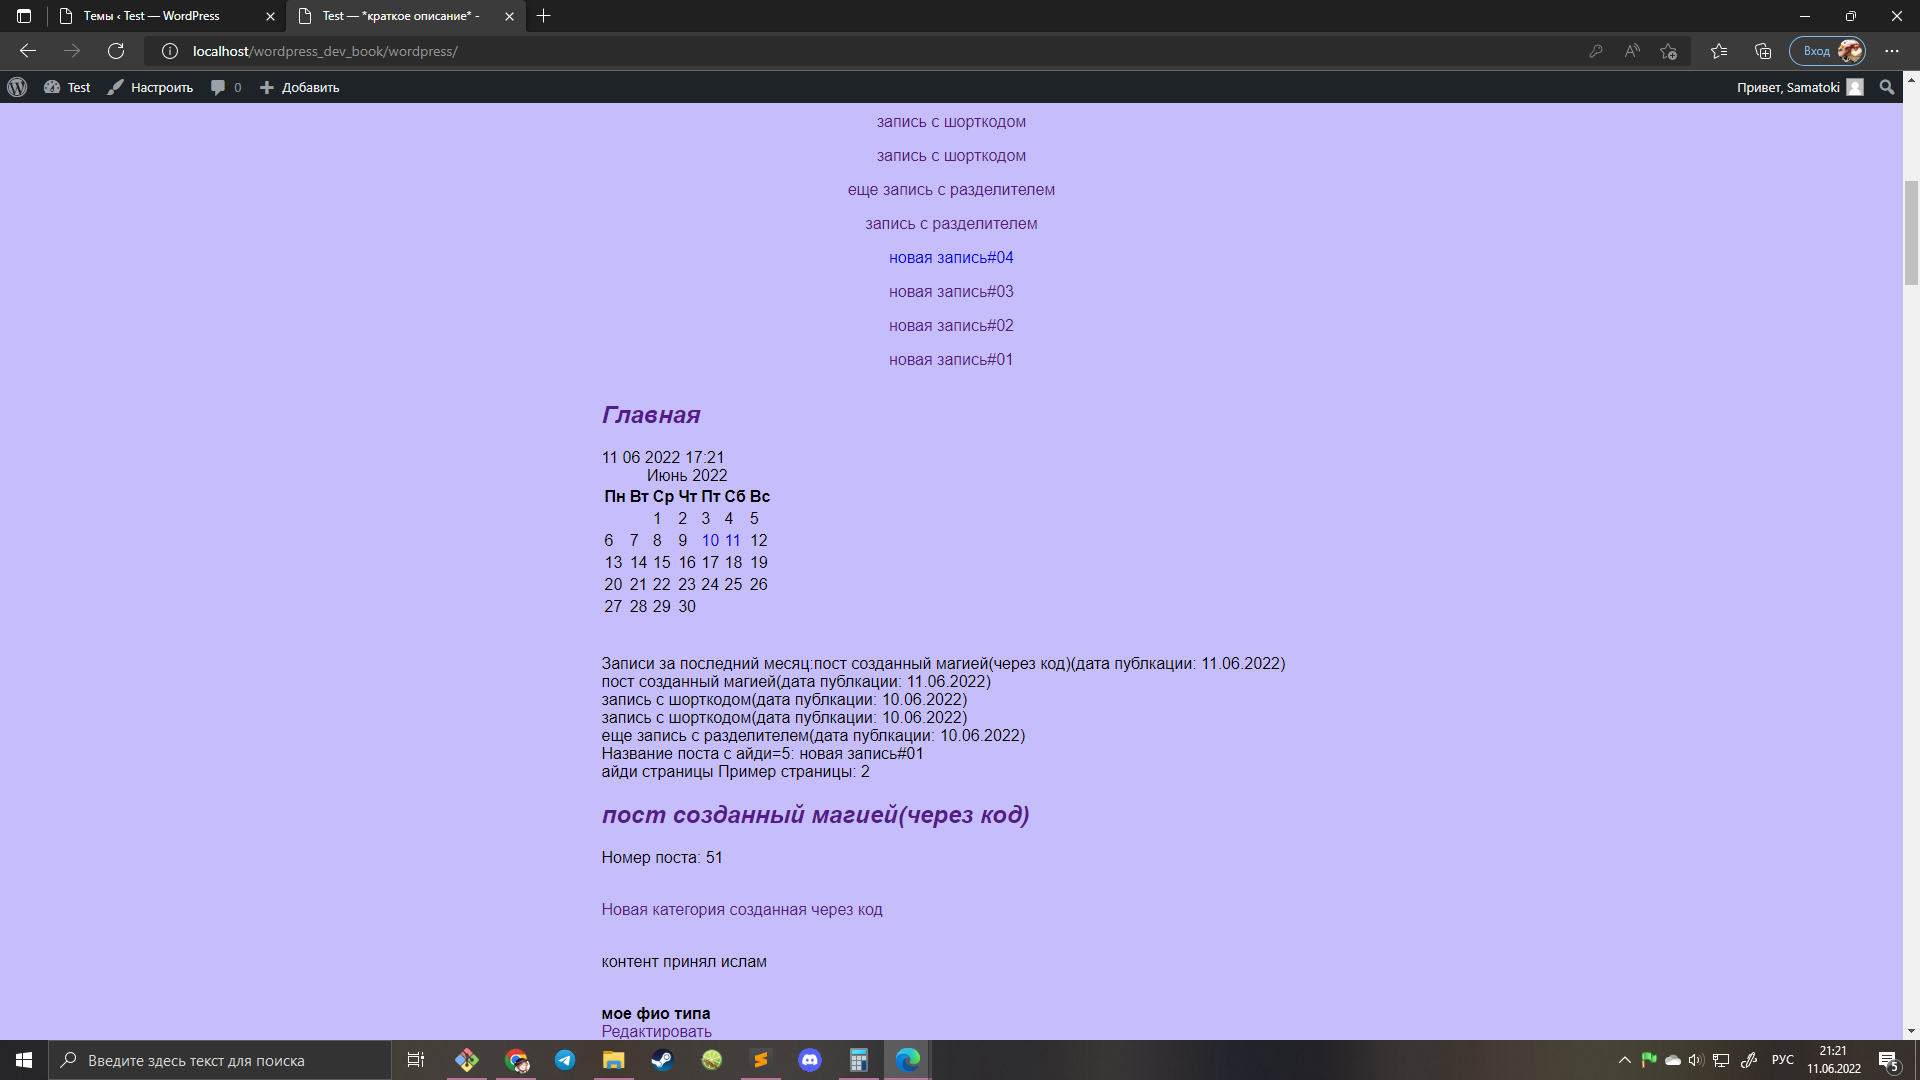 Темы ‹ Test — WordPress
Test — *краткое описание* -
localhost/wordpress_dev_book/wordpress/
Вход
Test
Настроить
0
Добавить
Привет, Samatoki
запись с шорткодом
запись с шорткодом
еще запись с разделителем
запись с разделителем
новая запись#04
новая запись#03
новая запись#02
новая запись#01
Главная
11 06 2022 17:21
Июнь 2022
Пн Вт Ср Чт Пт Сб Вс
1 2 3 4 5
6 7 8 9 10 11 12
13 14 15 16 17 18 19
20 21 22 23 24 25 26
27 28 29 30
Записи за последний месяц:пост созданный магией(через код)(дата публкации: 11.06.2022)
пост созданный магией(дата публкации: 11.06.2022)
запись с шорткодом(дата публкации: 10.06.2022)
запись с шорткодом(дата публкации: 10.06.2022)
еще запись с разделителем(дата публкации: 10.06.2022)
Название поста с айди=5: новая запись#01
айди страницы Пример страницы: 2
пост созданный магией(через код)
Номер поста: 51
Новая категория созданная через код
контент принял ислам
мое фио типа
Редактировать
Введите здесь текст для поиска
РУС
21:21
11.06.2022
5